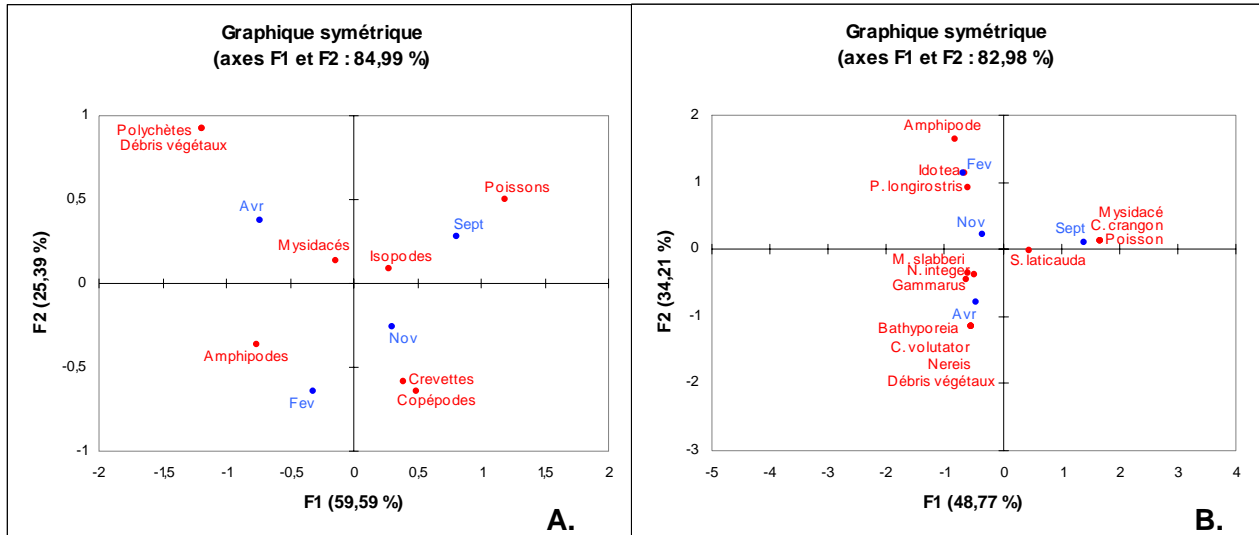 Graphique symétrique
(axes F1 et F2 : 84,99 %)
1
0,5
0
-0,5
-1
F2 (25,39 %)
Polychètes
Débris végétaux
Poissons
Avr
Sept
Mysidacés
Isopodes
Nov
Amphipodes
Crevettes
Fev
Copépodes
-2
-1,5
-1
-0,5
0
0,5
1
1,5
2
F1 (59,59 %)
A.
Graphique symétrique
(axes F1 et F2 : 82,98 %)
2
1
0
-1
-2
-3
F2 (34,21 %)
Amphipode
Idotea
Fev
P. longirostris
Mysidacé
Nov
C. crangon
Sept
Poisson
M. slabberi
S. laticauda
N. integer
Gammarus
Avr
Bathyporeia
C. volutator
Nereis
Débris végétaux
-5
-4
-3
-2
-1
0
1
2
3
4
F1 (48,77 %)
B.